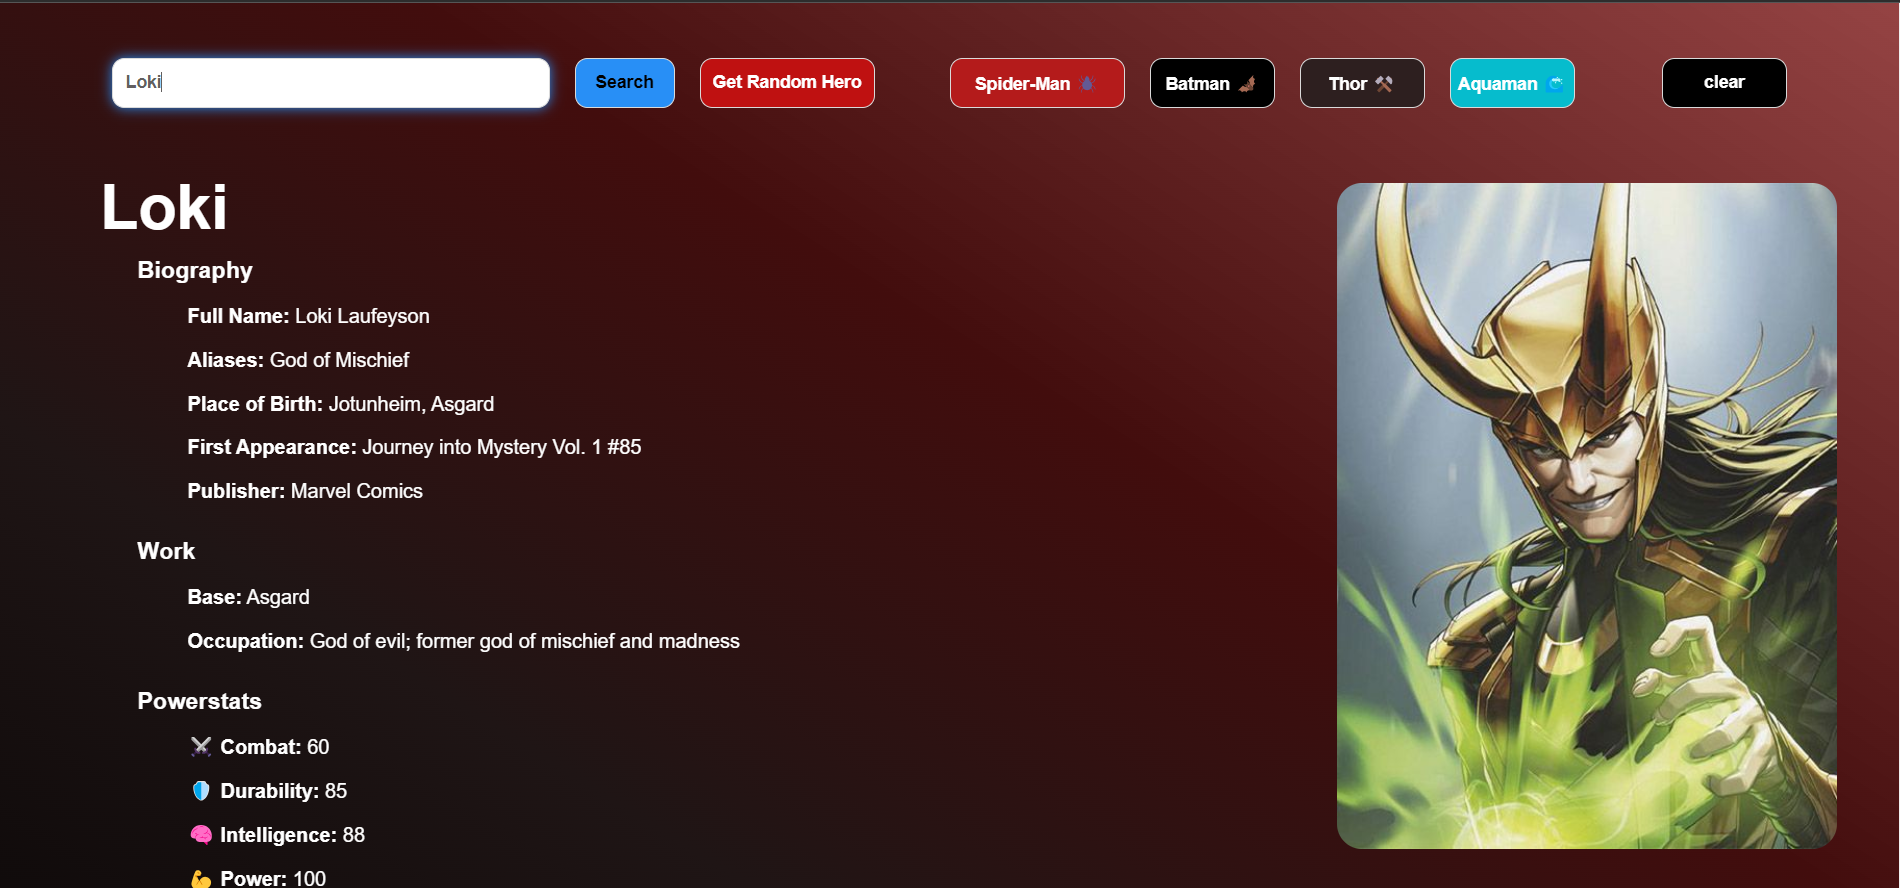 Loki
Search
Get Random Hero
Spider-Man 🕷
Batman 🦇
Thor ⚒
Aquaman 🌊
clear
Loki
Biography
Full Name: Loki Laufeyson
Aliases: God of Mischief
Place of Birth: Jotunheim, Asgard
First Appearance: Journey into Mystery Vol. 1 #85
Publisher: Marvel Comics
Work
Base: Asgard
Occupation: God of evil; former god of mischief and madness
Powerstats
⚔ Combat: 60
🛡 Durability: 85
🧠 Intelligence: 88
💪 Power: 100